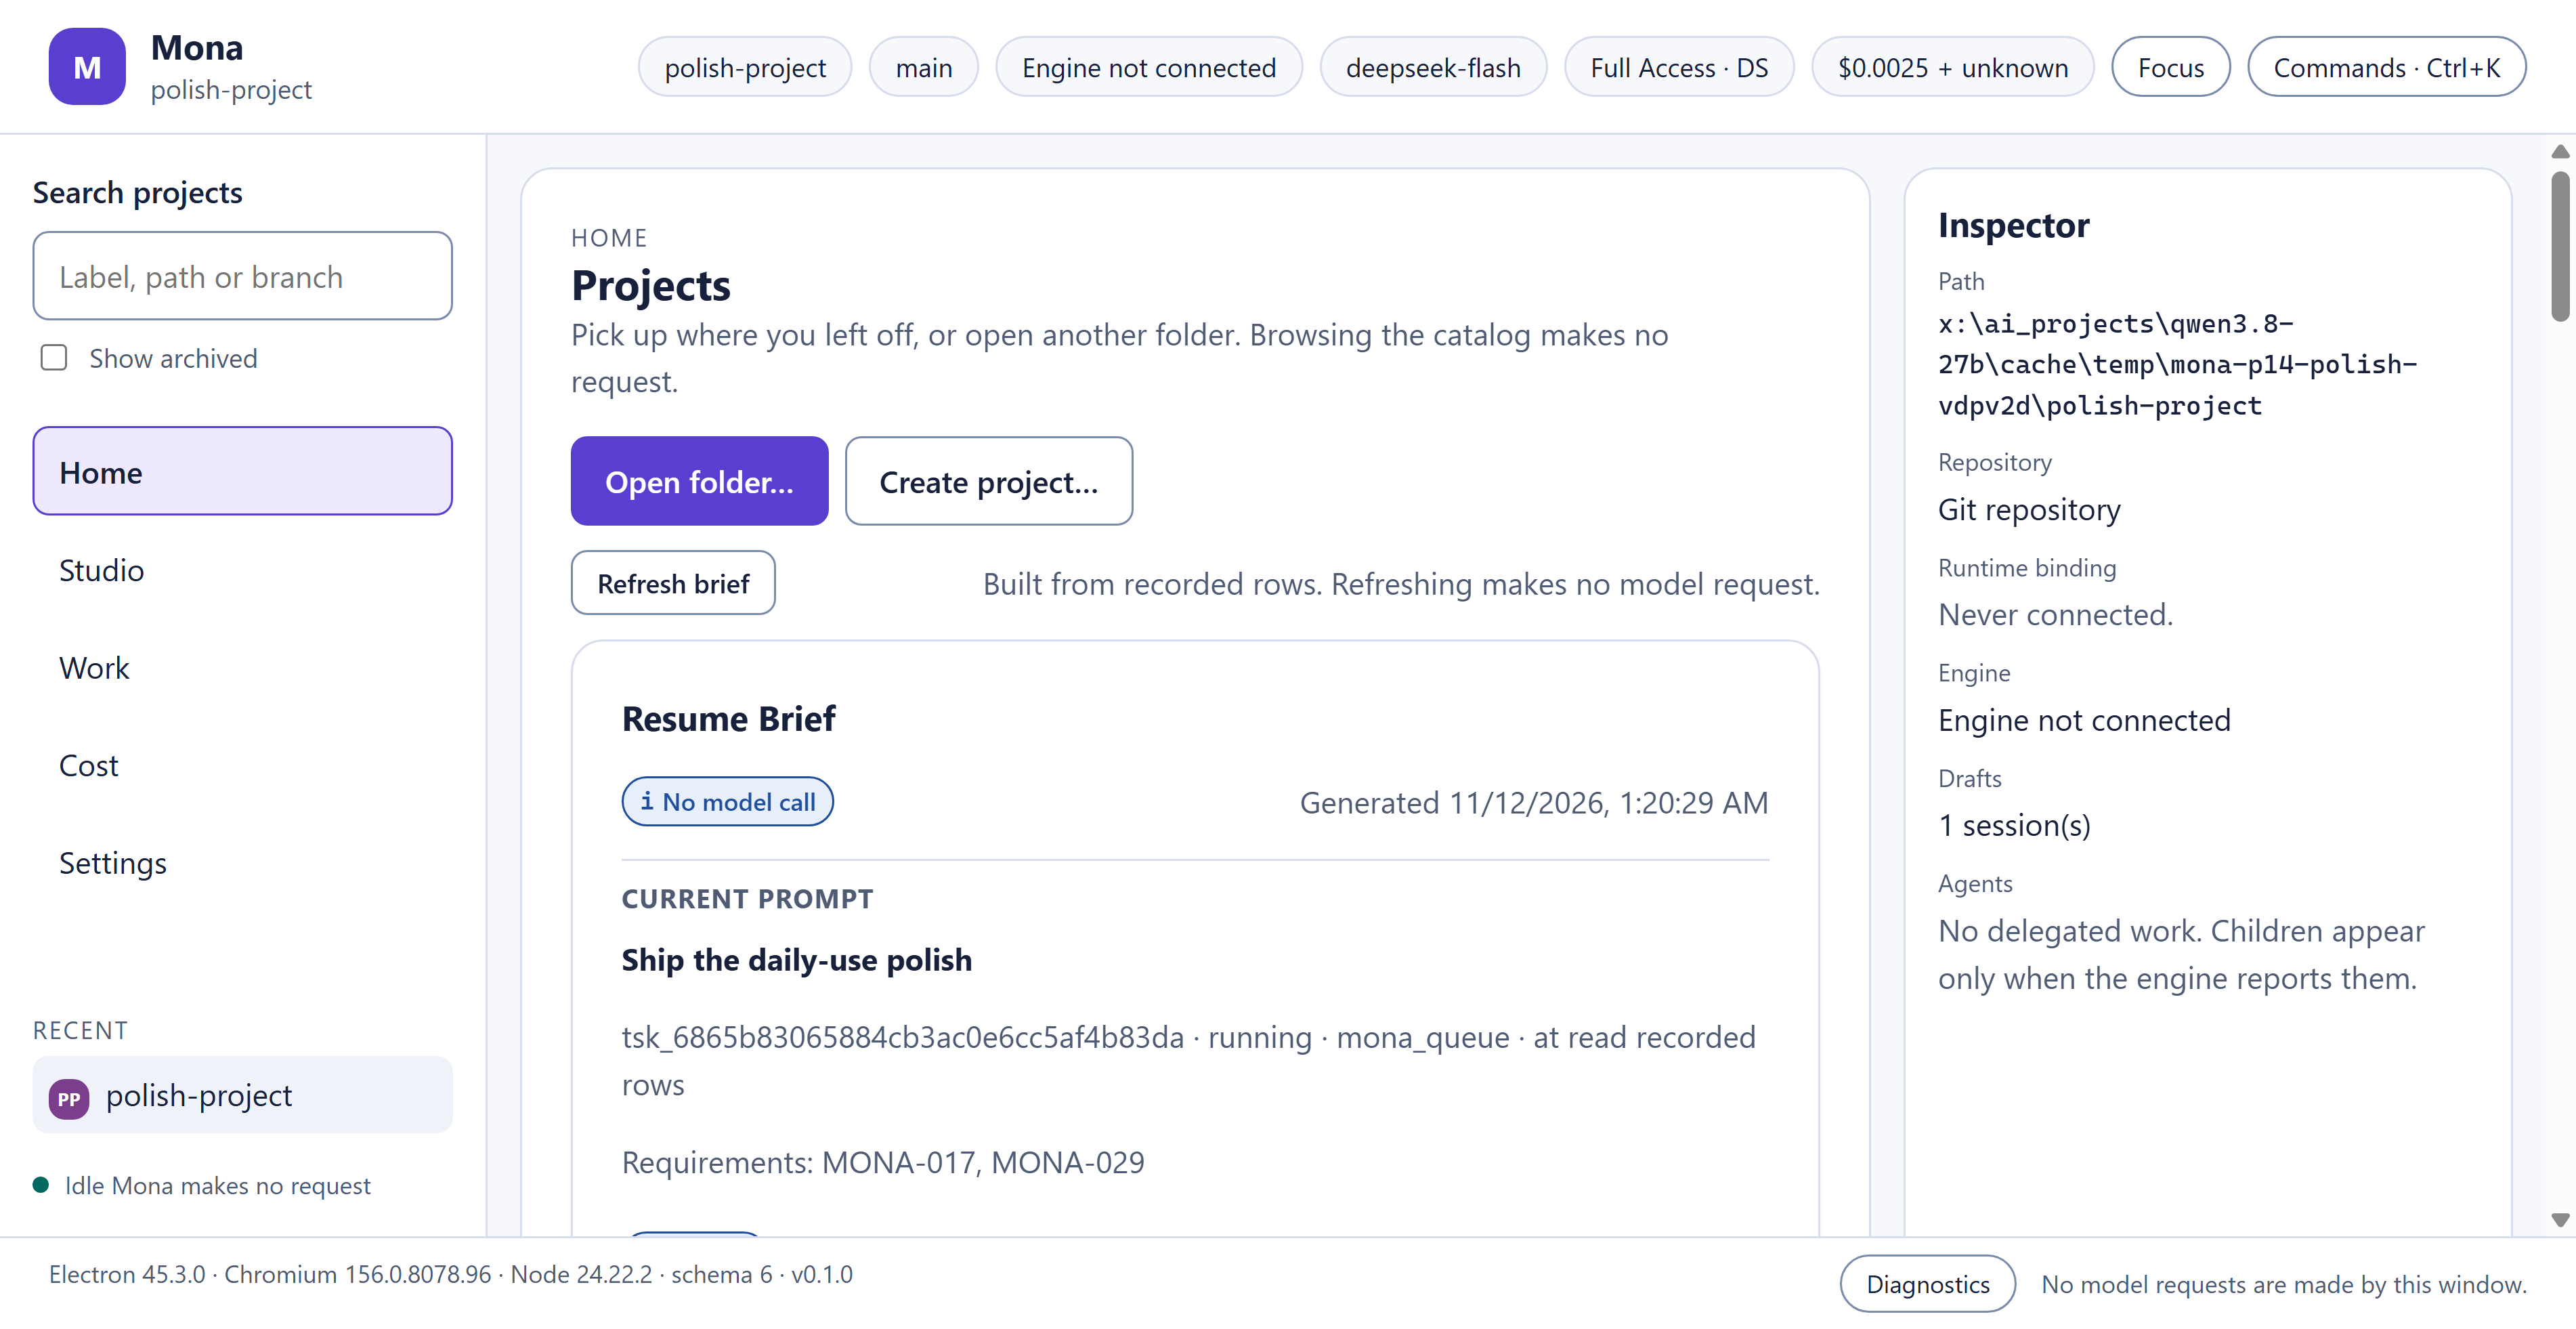 M
Mona
polish-project
polish-project
main
Engine not connected
deepseek-flash
Full Access · DS
$0.0025 + unknown
Focus
Commands · Ctrl+K
Search projects
Label, path or branch
Show archived
Home
Studio
Work
Cost
Settings
RECENT
PP polish-project
Idle Mona makes no request
HOME
Projects
Pick up where you left off, or open another folder. Browsing the catalog makes no
request.
Open folder...
Create project...
Refresh brief
Built from recorded rows. Refreshing makes no model request.
Resume Brief
i No model call
Generated 11/12/2026, 1:20:29 AM
CURRENT PROMPT
Ship the daily-use polish
tsk_6865b83065884cb3ac0e6cc5af4b83da · running · mona_queue · at read recorded
rows
Requirements: MONA-017, MONA-029
Inspector
Path
x:\ai_projects\qwen3.8-
27b\cache\temp\mona-p14-polish-
vdpv2d\polish-project
Repository
Git repository
Runtime binding
Never connected.
Engine
Engine not connected
Drafts
1 session(s)
Agents
No delegated work. Children appear
only when the engine reports them.
Electron 45.3.0 · Chromium 156.0.8078.96 · Node 24.22.2 · schema 6 · v0.1.0
Diagnostics
No model requests are made by this window.